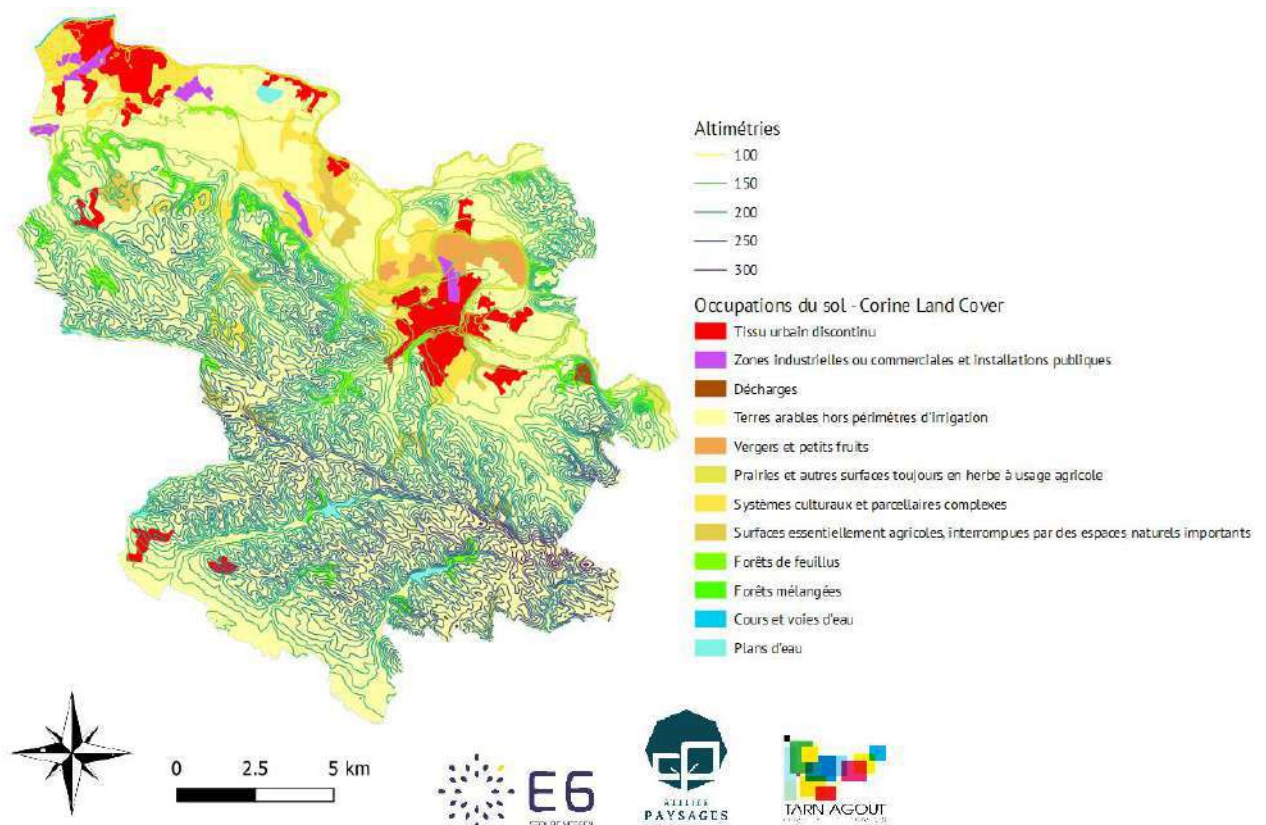 Altimétries
100
150
200
250
300
Occupations du sol - Corine Land Cover
Tissu urbain discontinu
Zones industrielles ou commerciales et installations publiques
Décharges
Terres arables hors périmètres d'irrigation
Vergers et petits fruits
Prairies et autres surfaces toujours en herbe à usage agricole
Systèmes culturaux et parcellaires complexes
Surfaces essentiellement agricoles, interrompues par des espaces naturels importants
Forêts de feuillus
Forêts mélangées
Cours et voies d'eau
Plans d'eau
0 2.5 5 km
E6
ATELIER
PAYSAGES
TARN AGOUT